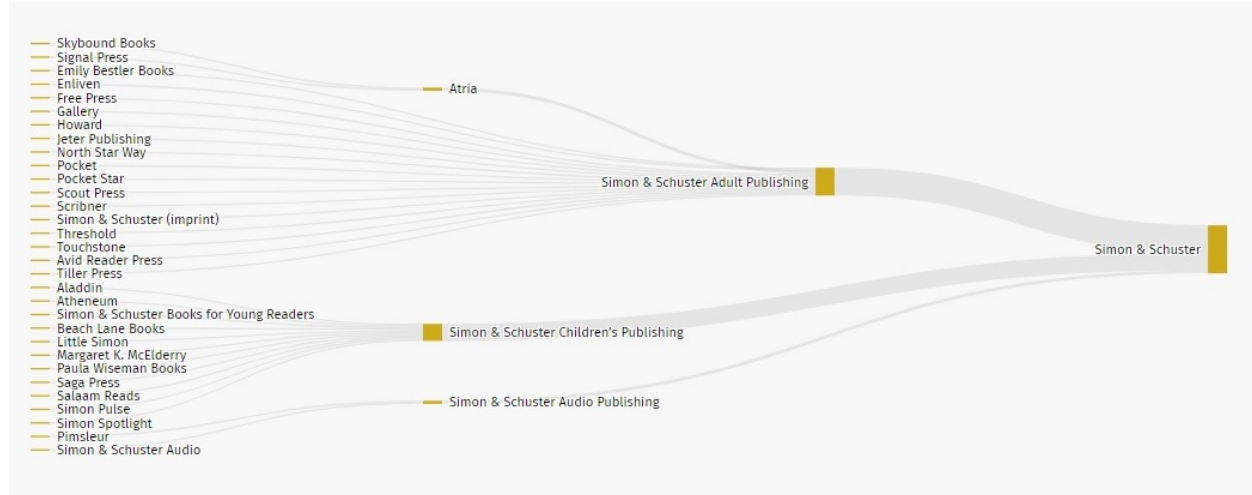 Skybound Books
Signal Press
Emily Bestler Books
Enliven
Free Press
Gallery
Howard
Jeter Publishing
North Star Way
Pocket
Pocket Star
Scout Press
Scribner
Simon & Schuster (imprint)
Threshold
Touchstone
Avid Reader Press
Tiller Press
Aladdin
Atheneum
Simon & Schuster Books for Young Readers
Beach Lane Books
Little Simon
Margaret K. McElderry
Paula Wiseman Books
Saga Press
Salaam Reads
Simon Pulse
Simon Spotlight
Pimsleur
Simon & Schuster Audio
Atria
Simon & Schuster Children's Publishing
Simon & Schuster Audio Publishing
Simon & Schuster Adult Publishing
Simon & Schuster